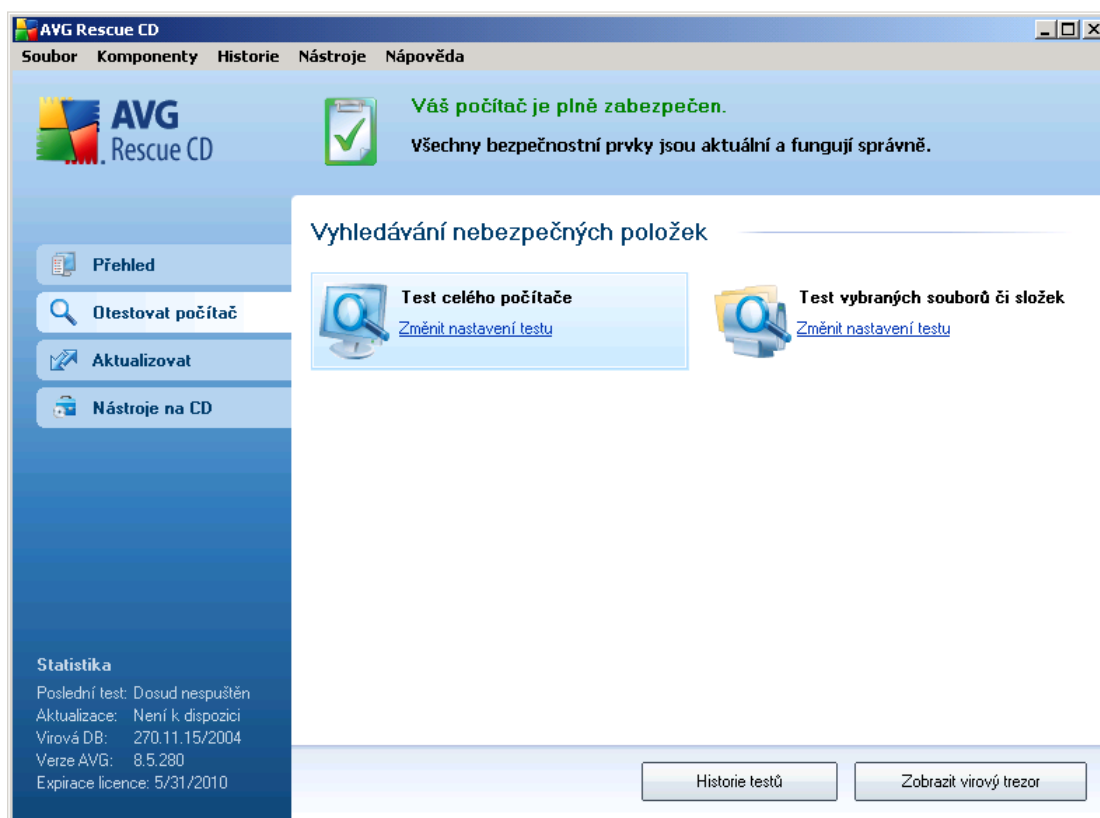 AVG Rescue CD
Soubor Komponenty Historie Nástroje Nápověda
AVG
Rescue CD
Váš počítač je plně zabezpečen.
Všechny bezpečnostní prvky jsou aktuální a fungují správně.
Vyhledávání nebezpečných položek
Přehled
Otestovat počítač
Aktualizovat
Nástroje na CD
Test celého počítače
Změnit nastavení testu
Test vybraných souborů či složek
Změnit nastavení testu
Statistika
Poslední test: Dosud nespuštěn
Aktualizace: Není k dispozici
Virová DB: 270.11.15/2004
Verze AVG: 8.5.280
Expirace licence: 5/31/2010
Historie testů
Zobrazit virový trezor